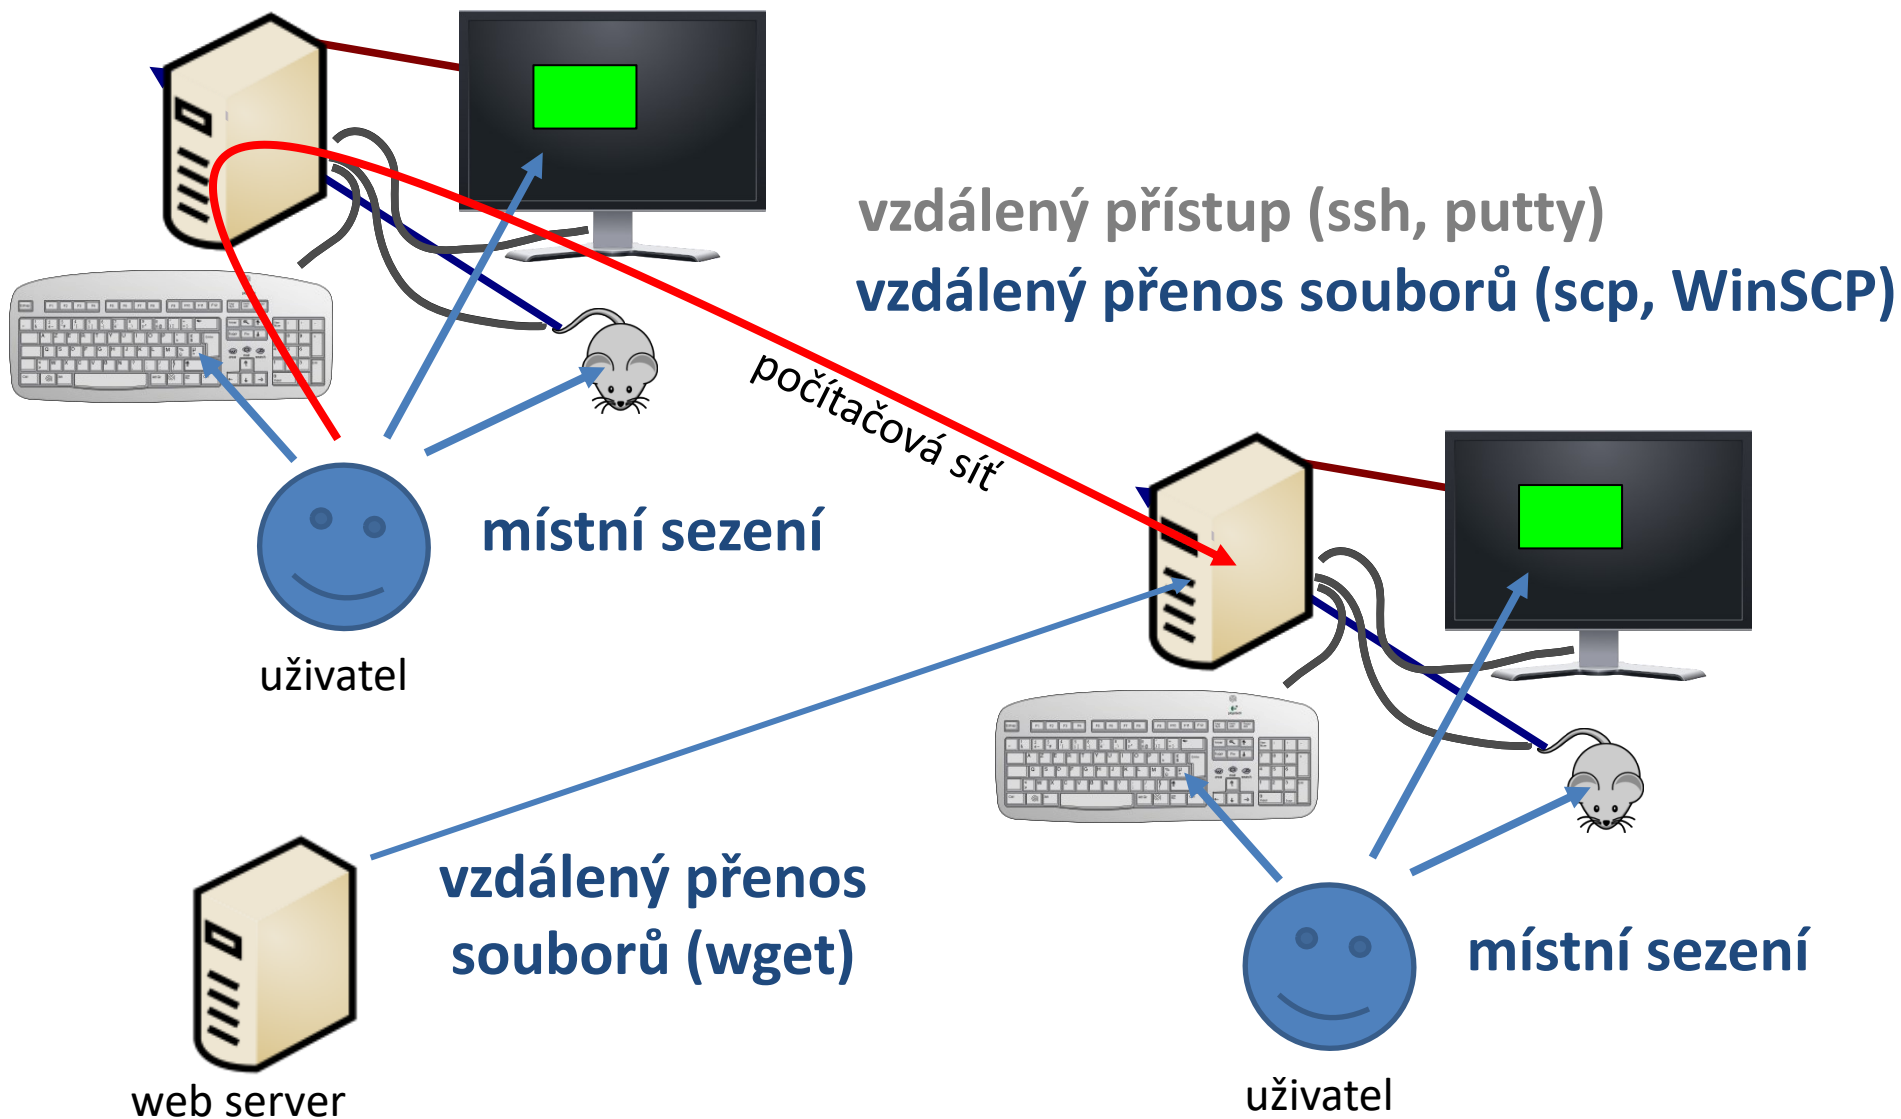 vzdálený přístup (ssh, putty)
vzdálený přenos souborů (scp, WinSCP)
počítačová síť
místní sezení
uživatel
vzdálený přenos
souborů (wget)
místní sezení
web server
uživatel